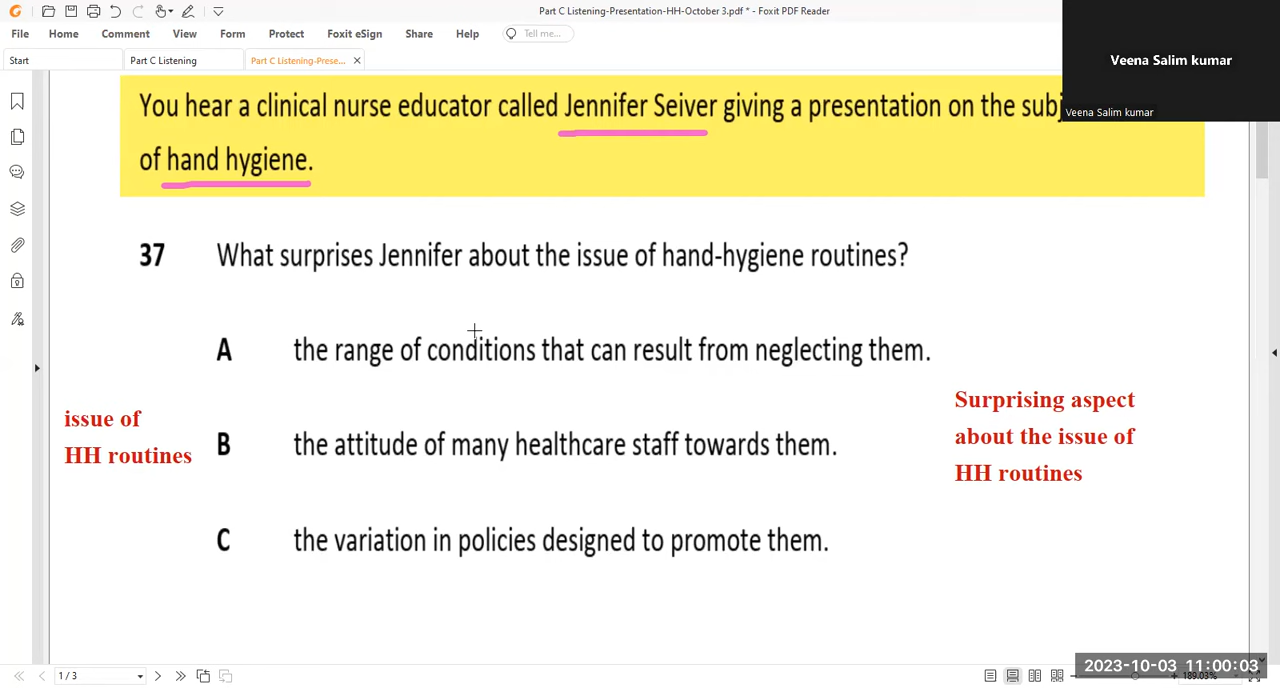 Part C Listening-Presentation-HH-October 3.pdf * - Foxit PDF Reader
File Home Comment View Form Protect Foxit eSign Share Help Tell me...
Start Part C Listening Part C Listening-Prese...
Veena Salim kumar
Veena Salim kumar
You hear a clinical nurse educator called Jennifer Seiver giving a presentation on the subj
of hand hygiene.
37 What surprises Jennifer about the issue of hand-hygiene routines?
A the range of conditions that can result from neglecting them.
B the attitude of many healthcare staff towards them.
C the variation in policies designed to promote them.
issue of
HH routines
Surprising aspect
about the issue of
HH routines
1 / 3
2023-10-03 11:00:03
189.03%